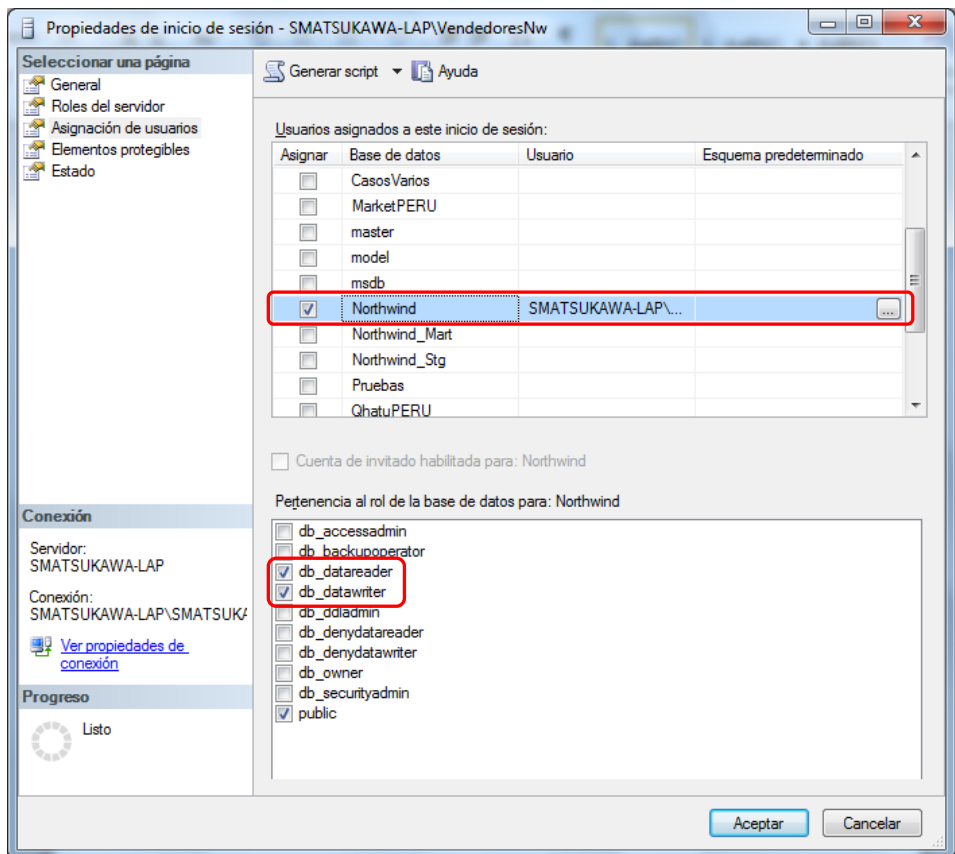 Propiedades de inicio de sesión - SMATSUKAWA-LAP\VendedoresNw
Seleccionar una página
General
Roles del servidor
Asignación de usuarios
Elementos protegibles
Estado
Generar script
Ayuda
Usuarios asignados a este inicio de sesión:
Asignar Base de datos Usuario Esquema predeterminado
CasosVarios
MarketPERU
master
model
msdb
Northwind SMATSUKAWA-LAP\... ...
Northwind_Mart
Northwind_Stg
Pruebas
QhatuPERU
Cuenta de invitado habilitada para: Northwind
Pertenencia al rol de la base de datos para: Northwind
db_accessadmin
db_backupoperator
db_datareader
db_datawriter
db_ddladmin
db_denydatareader
db_denydatawriter
db_owner
db_securityadmin
public
Conexión
Servidor:
SMATSUKAWA-LAP
Conexión:
SMATSUKAWA-LAP\SMATSUKA
Ver propiedades de
conexión
Progreso
Listo
Aceptar
Cancelar